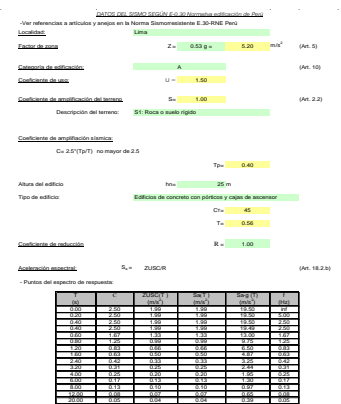 DATOS DEL SISMO SEGÚN E-0.30 Norma edificación de Perú
-Ver referencias a artículos y anejos en la Norma Sismorresistente E.30-RNE Perú
Localidad: Lima
Factor de zona Z = 0.53 g = 5.20 m/s² (Art. 5)
Categoría de edificación: A (Art. 10)
Coeficiente de uso: U = 1.50
Coeficiente de amplificación del terreno S = 1.00 (Art. 2.2)
Descripción del terreno: S1: Roca o suelo rígido
Coeficiente de amplifiación sísmica:
C= 2.5*(Tp/T) no mayor de 2.5
Tp= 0.40
Altura del edificio hn= 25 m
Tipo de edificio: Edificios de concreto con pórticos y cajas de ascensor
CT= 45
T= 0.56
Coeficiente de reducción R = 1.00
Aceleración espectral: Sa = ZUSC/R (Art. 18.2.b)
- Puntos del espectro de respuesta:
T C ZUSC(T) Sa(T) Sa·g (T) f
(s) (m/s²) (m/s²) (m/s²) (Hz)
0.00 2.50 1.99 1.99 19.50 inf
0.20 2.50 1.99 1.99 19.50 5.00
0.40 2.50 1.99 1.99 19.50 2.50
0.40 2.50 1.99 1.99 19.49 2.50
0.60 1.67 1.33 1.33 13.00 1.67
0.80 1.25 0.99 0.99 9.75 1.25
1.20 0.83 0.66 0.66 6.50 0.83
1.60 0.63 0.50 0.50 4.87 0.63
2.40 0.42 0.33 0.33 3.25 0.42
3.20 0.31 0.25 0.25 2.44 0.31
4.00 0.25 0.20 0.20 1.95 0.25
6.00 0.17 0.13 0.13 1.30 0.17
8.00 0.13 0.10 0.10 0.97 0.13
12.00 0.08 0.07 0.07 0.65 0.08
20.00 0.05 0.04 0.04 0.39 0.05